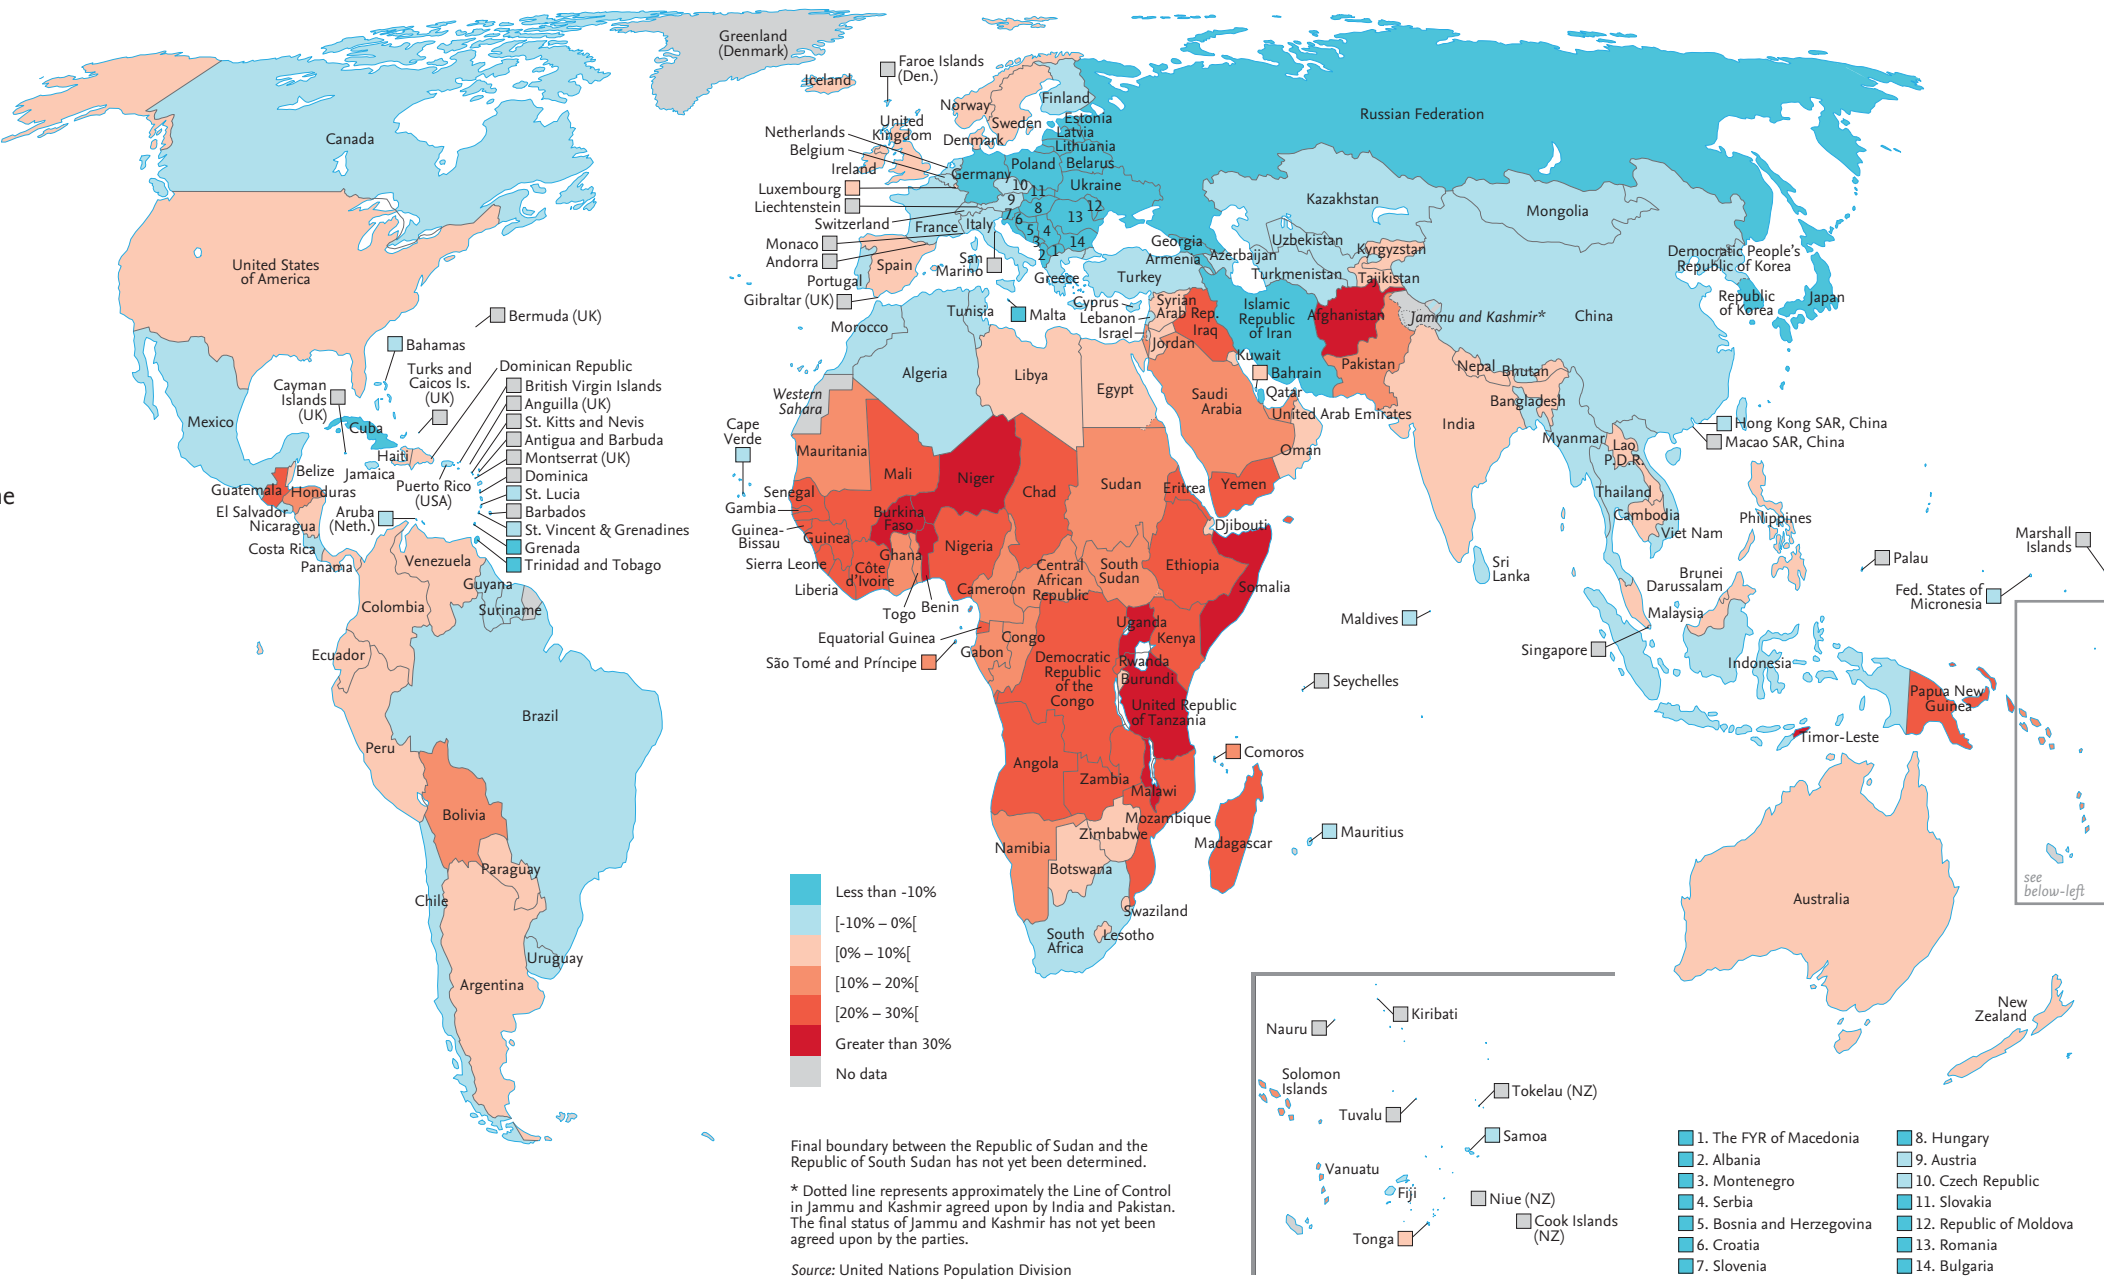 Greenland
(Denmark)
Iceland
Faroe Islands
(Den.)
Canada
United States
of America
Mexico
Bermuda (UK)
Bahamas
Turks and
Caicos Is.
(UK)
Cayman
Islands
(UK)
Cuba
Haiti
Jamaica
Puerto Rico
(USA)
Dominican Republic
British Virgin Islands
Anguilla (UK)
St. Kitts and Nevis
Antigua and Barbuda
Montserrat (UK)
Dominica
St. Lucia
Barbados
St. Vincent & Grenadines
Grenada
Trinidad and Tobago
Aruba
(Neth.)
Belize
Guatemala
Honduras
El Salvador
Nicaragua
Costa Rica
Panama
Venezuela
Guyana
Suriname
Colombia
Ecuador
Peru
Brazil
Bolivia
Paraguay
Chile
Uruguay
Argentina
ne
Norway
Sweden
Finland
Denmark
United
Kingdom
Ireland
Netherlands
Belgium
Luxembourg
Liechtenstein
Switzerland
Monaco
Andorra
Portugal
Gibraltar (UK)
Spain
France
Italy
San
Marino
Malta
Germany
Poland
Estonia
Latvia
Lithuania
Belarus
Ukraine
10
11
9
8
7
6
5
4
3
2
1
12
13
14
Greece
Turkey
Cyprus
Lebanon
Israel
Syrian
Arab Rep.
Iraq
Jordan
Georgia
Armenia
Azerbaijan
Russian Federation
Kazakhstan
Uzbekistan
Turkmenistan
Kyrgyzstan
Tajikistan
Mongolia
China
Democratic People's
Republic of Korea
Republic
of Korea
Japan
Islamic
Republic
of Iran
Afghanistan
Jammu and Kashmir*
Pakistan
Kuwait
Bahrain
Qatar
Saudi
Arabia
United Arab Emirates
Oman
Yemen
India
Nepal
Bhutan
Bangladesh
Myanmar
Lao
P.D.R.
Thailand
Cambodia
Viet Nam
Hong Kong SAR, China
Macao SAR, China
Philippines
Sri
Lanka
Maldives
Brunei
Darussalam
Malaysia
Singapore
Indonesia
Timor-Leste
Papua New
Guinea
Palau
Marshall
Islands
Fed. States of
Micronesia
see
below-left
Australia
New
Zealand
Morocco
Tunisia
Algeria
Libya
Egypt
Western
Sahara
Cape
Verde
Mauritania
Mali
Niger
Chad
Sudan
Eritrea
Djibouti
Senegal
Gambia
Guinea-
Bissau
Guinea
Sierra Leone
Liberia
Côte
d'Ivoire
Burkina
Faso
Ghana
Togo
Benin
Nigeria
Cameroon
Central
African
Republic
South
Sudan
Ethiopia
Somalia
Equatorial Guinea
São Tomé and Príncipe
Gabon
Congo
Democratic
Republic
of the
Congo
Uganda
Kenya
Rwanda
Burundi
United Republic
of Tanzania
Angola
Zambia
Malawi
Mozambique
Zimbabwe
Namibia
Botswana
South
Africa
Swaziland
Lesotho
Madagascar
Comoros
Seychelles
Mauritius
Less than -10%
[-10% – 0%[
[0% – 10%[
[10% – 20%[
[20% – 30%[
Greater than 30%
No data
Final boundary between the Republic of Sudan and the
Republic of South Sudan has not yet been determined.
* Dotted line represents approximately the Line of Control
in Jammu and Kashmir agreed upon by India and Pakistan.
The final status of Jammu and Kashmir has not yet been
agreed upon by the parties.
Source: United Nations Population Division
Nauru
Kiribati
Solomon
Islands
Tuvalu
Tokelau (NZ)
Samoa
Vanuatu
Fiji
Niue (NZ)
Cook Islands
(NZ)
Tonga
1. The FYR of Macedonia
2. Albania
3. Montenegro
4. Serbia
5. Bosnia and Herzegovina
6. Croatia
7. Slovenia
8. Hungary
9. Austria
10. Czech Republic
11. Slovakia
12. Republic of Moldova
13. Romania
14. Bulgaria